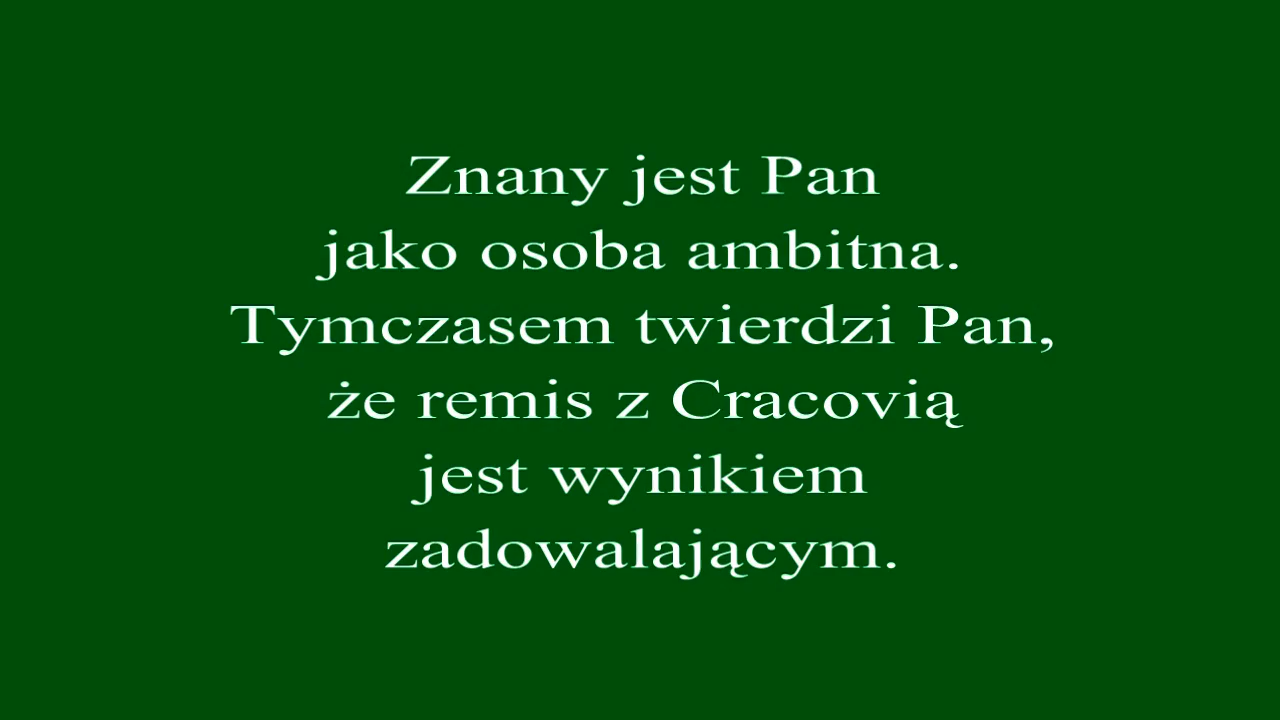 Znany jest Pan
jako osoba ambitna.
Tymczasem twierdzi Pan,
że remis z Cracovią
jest wynikiem
zadowalającym.